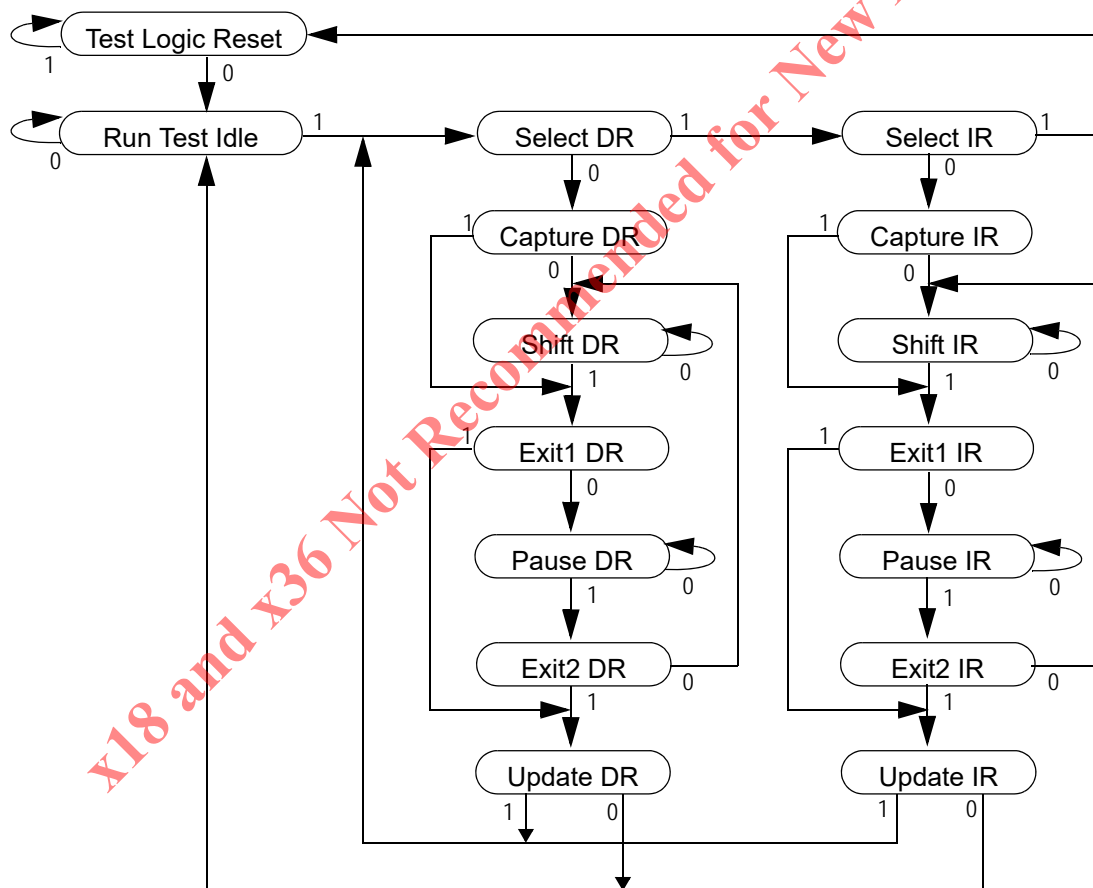 Test Logic Reset
1
0
Run Test Idle
0
1
Select DR
1
0
Select IR
1
0
Capture DR
1
0
Capture IR
1
0
Shift DR
0
1
Shift IR
0
1
Exit1 DR
1
0
Exit1 IR
1
0
Pause DR
0
1
Pause IR
0
1
Exit2 DR
0
1
Exit2 IR
0
1
Update DR
1
0
Update IR
1
0
x18 and x36 Not Recommended for New